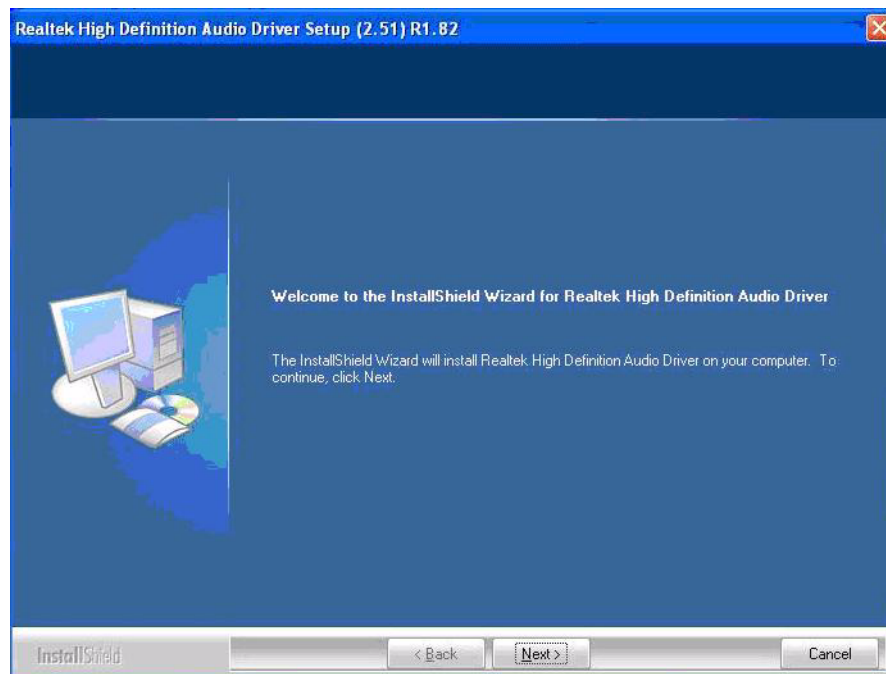 Realtek High Definition Audio Driver Setup (2.51) R1.82
Welcome to the InstallShield Wizard for Realtek High Definition Audio Driver
The InstallShield Wizard will install Realtek High Definition Audio Driver on your computer. To
continue, click Next.
InstallShield
< Back
Next >
Cancel